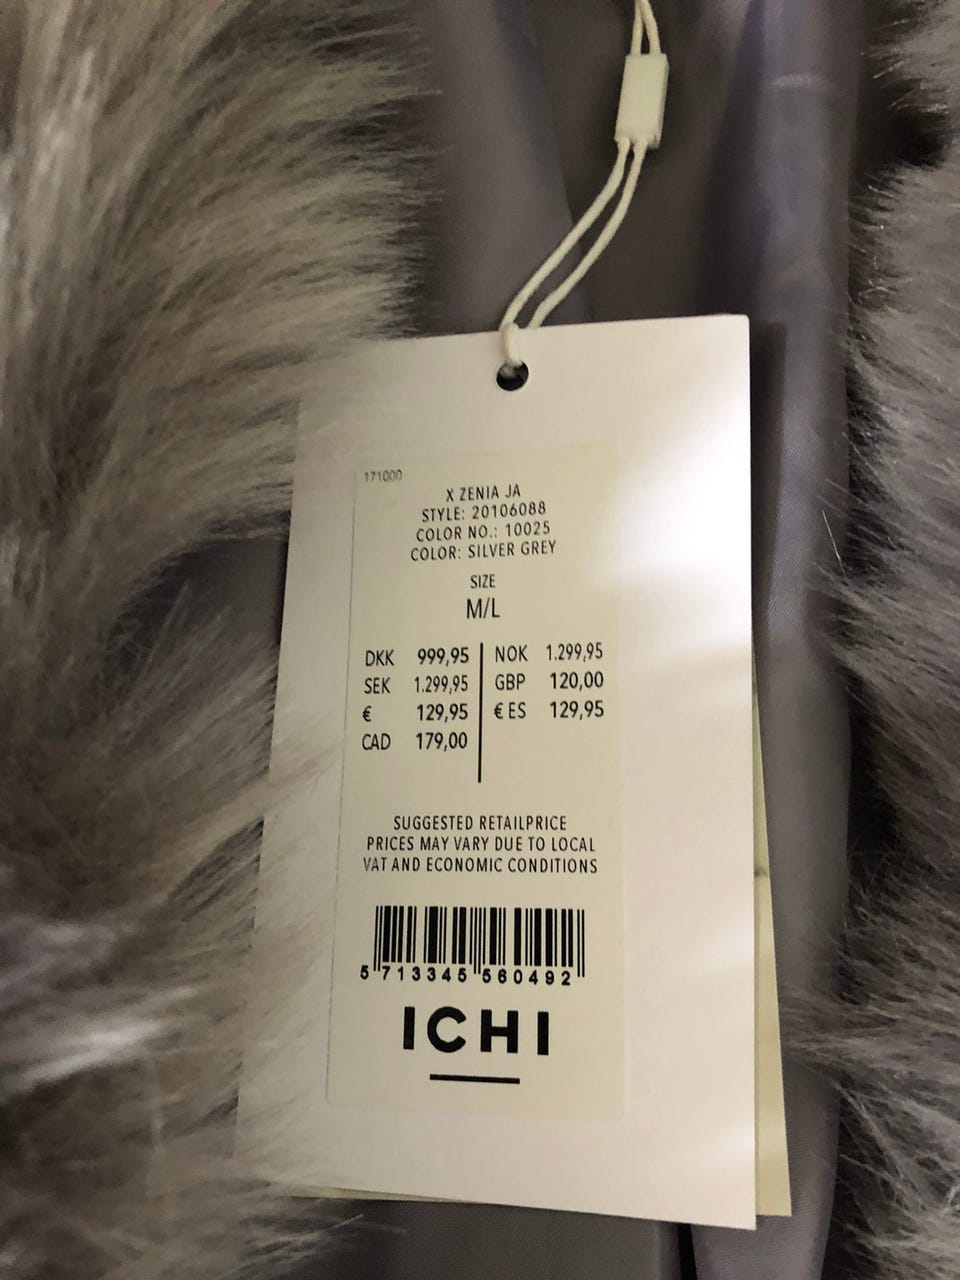 171000
X ZENIA JA
STYLE: 20106088
COLOR NO.: 10025
COLOR: SILVER GREY
SIZE
M/L
DKK 999,95 NOK 1.299,95
SEK 1.299,95 GBP 120,00
€ 129,95 € ES 129,95
CAD 179,00
SUGGESTED RETAILPRICE
PRICES MAY VARY DUE TO LOCAL
VAT AND ECONOMIC CONDITIONS
5 713345 560492
ICHI